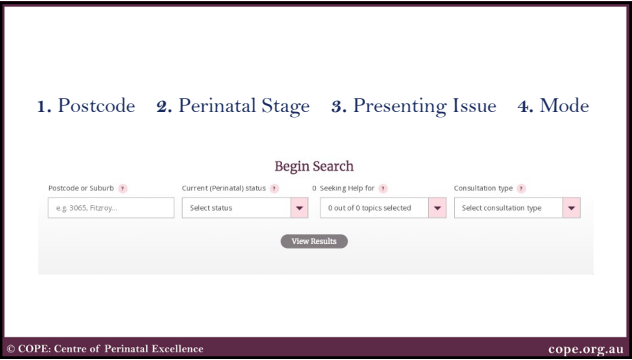 1. Postcode 2. Perinatal Stage 3. Presenting Issue 4. Mode
Begin Search
Postcode or Suburb ? Current (Perinatal) status ? 0 Seeking Help for ? Consultation type ?
e.g. 3065, Fitzroy... Select status 0 out of 0 topics selected Select consultation type
View Results
© COPE: Centre of Perinatal Excellence cope.org.au